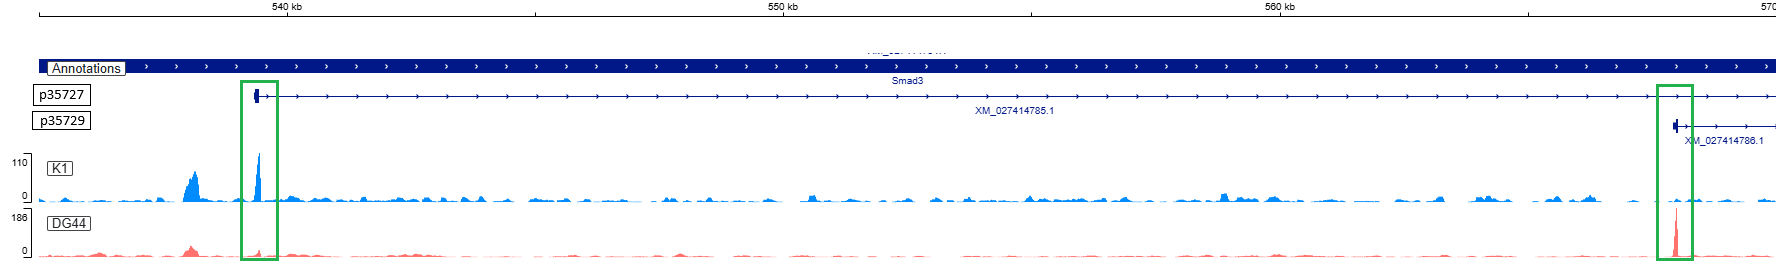 540 kb 550 kb 560 kb 570
Annotations
Smad3
p35727
XM_027414785.1
p35729
XM_027414786.1
110
K1
0
186
DG44
0